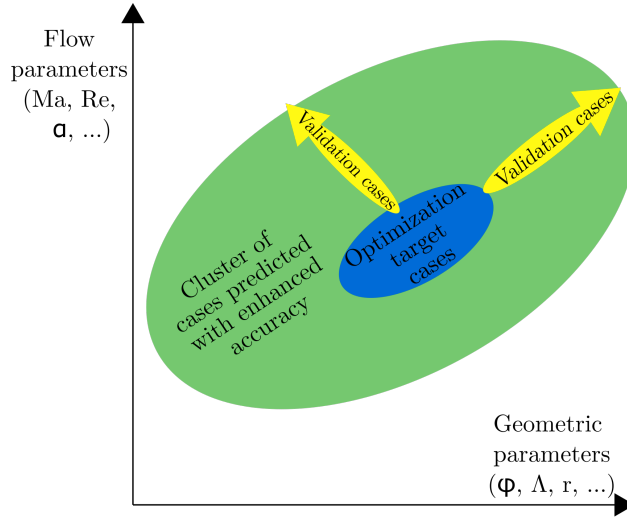 Flow
parameters
(Ma, Re,
α, ...)
Validation cases
Validation cases
Optimization
target
cases
Cluster of
cases predicted
with enhanced
accuracy
Geometric
parameters
(φ, Λ, r, ...)